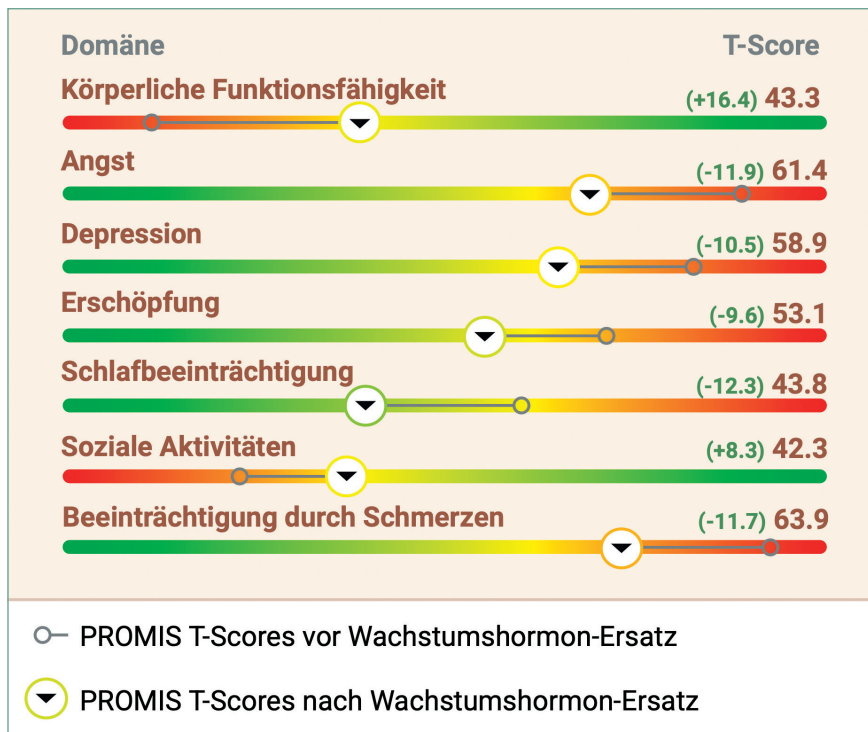 Domäne T-Score
Körperliche Funktionsfähigkeit (+16.4) 43.3
Angst (-11.9) 61.4
Depression (-10.5) 58.9
Erschöpfung (-9.6) 53.1
Schlafbeeinträchtigung (-12.3) 43.8
Soziale Aktivitäten (+8.3) 42.3
Beeinträchtigung durch Schmerzen (-11.7) 63.9
PROMIS T-Scores vor Wachstumshormon-Ersatz
PROMIS T-Scores nach Wachstumshormon-Ersatz